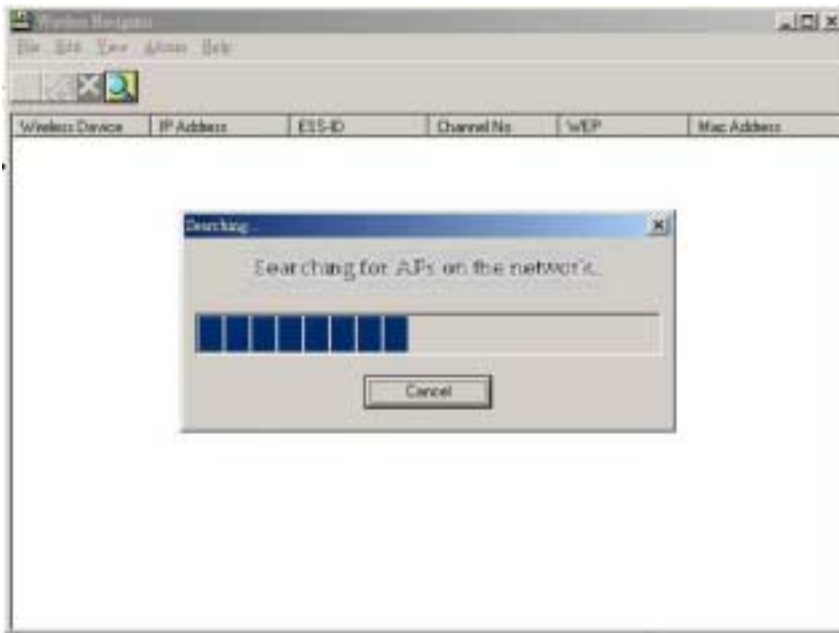 Wireless Navigator
File Edit View Actions Help
Wireless Device IP Address ESS-ID Channel No WEP Mac Address
Searching...
Searching for APs on the network.
Cancel